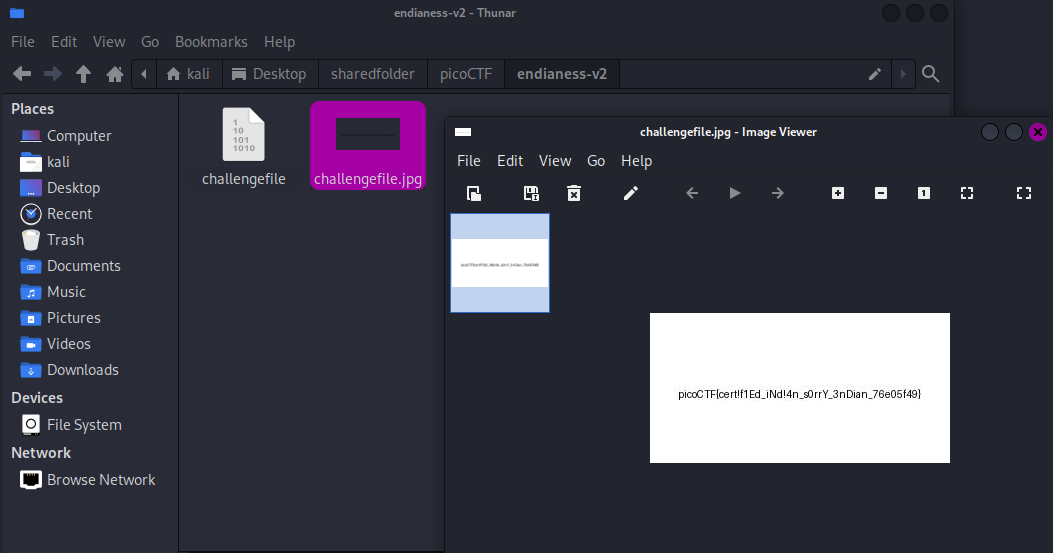 endianess-v2 - Thunar
File Edit View Go Bookmarks Help
kali Desktop sharedfolder picoCTF endianess-v2
Places
Computer
kali
Desktop
Recent
Trash
Documents
Music
Pictures
Videos
Downloads
Devices
File System
Network
Browse Network
1
10
101
1010
challengefile
challengefile.jpg
challengefile.jpg - Image Viewer
File Edit View Go Help
1
picoCTF{cert!f1Ed_iNd!4n_s0rrY_3nDian_76e05f49}